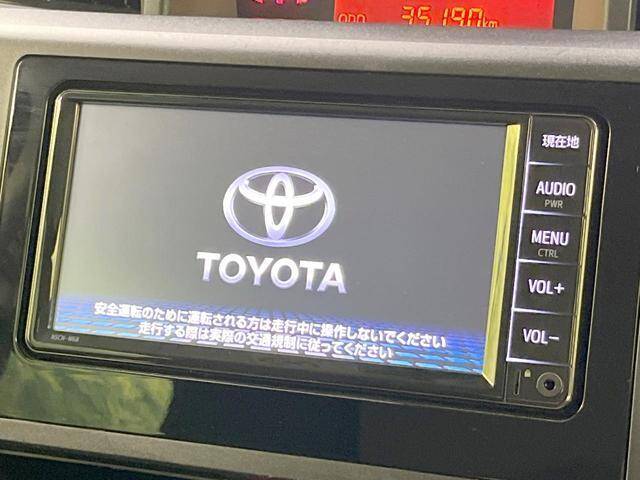 ODO 35190km
現在地
AUDIO
PWR
MENU
CTRL
VOL+
VOL−
TOYOTA
安全運転のために運転される方は走行中に操作しないでください
走行する際は実際の交通規制に従ってください
NSCN-W68